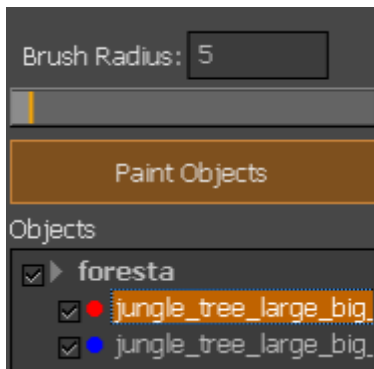 Brush Radius: 5
Paint Objects
Objects
foresta
jungle_tree_large_big_
jungle_tree_large_big_